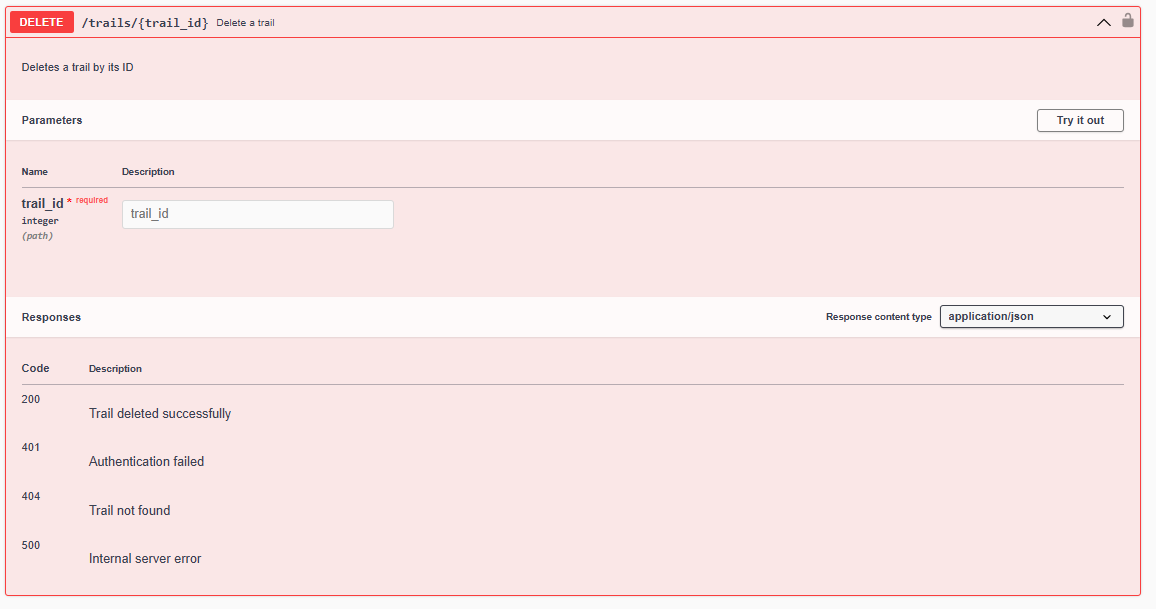 DELETE /trails/{trail_id} Delete a trail
Deletes a trail by its ID
Parameters Try it out
Name Description
trail_id * required trail_id
integer
(path)
Responses Response content type application/json
Code Description
200
Trail deleted successfully
401
Authentication failed
404
Trail not found
500
Internal server error